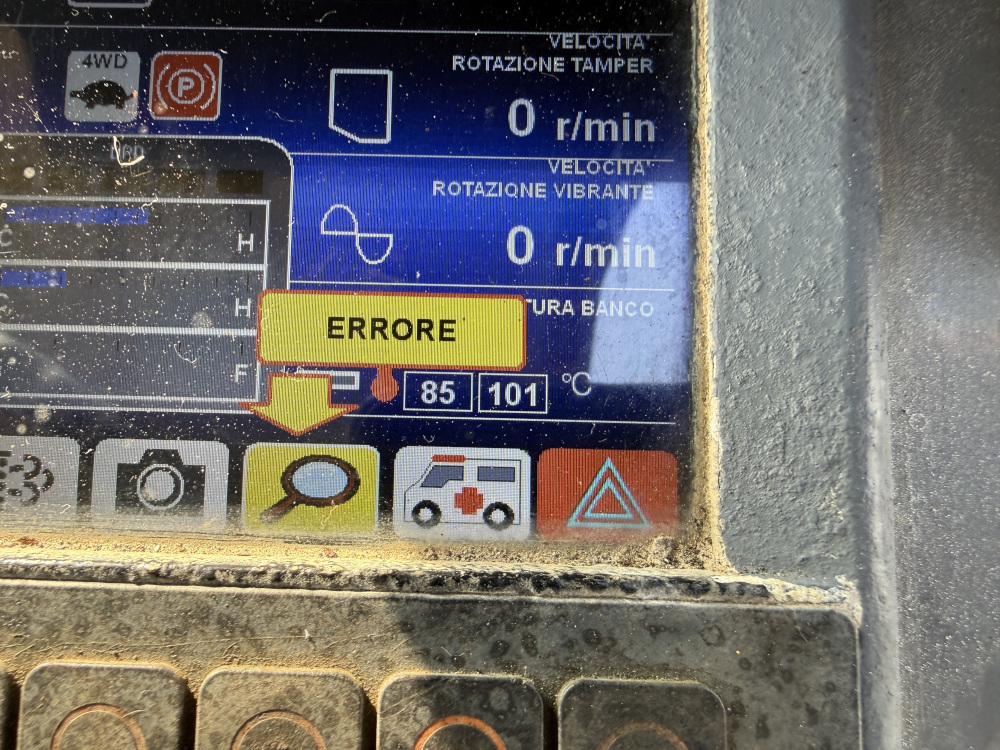 VELOCITA'
4WD
ROTAZIONE TAMPER
P
0 r/min
VELOCITA'
ROTAZIONE VIBRANTE
C
H
0 r/min
C
H
URA BANCO
ERRORE
F
85 101 °C